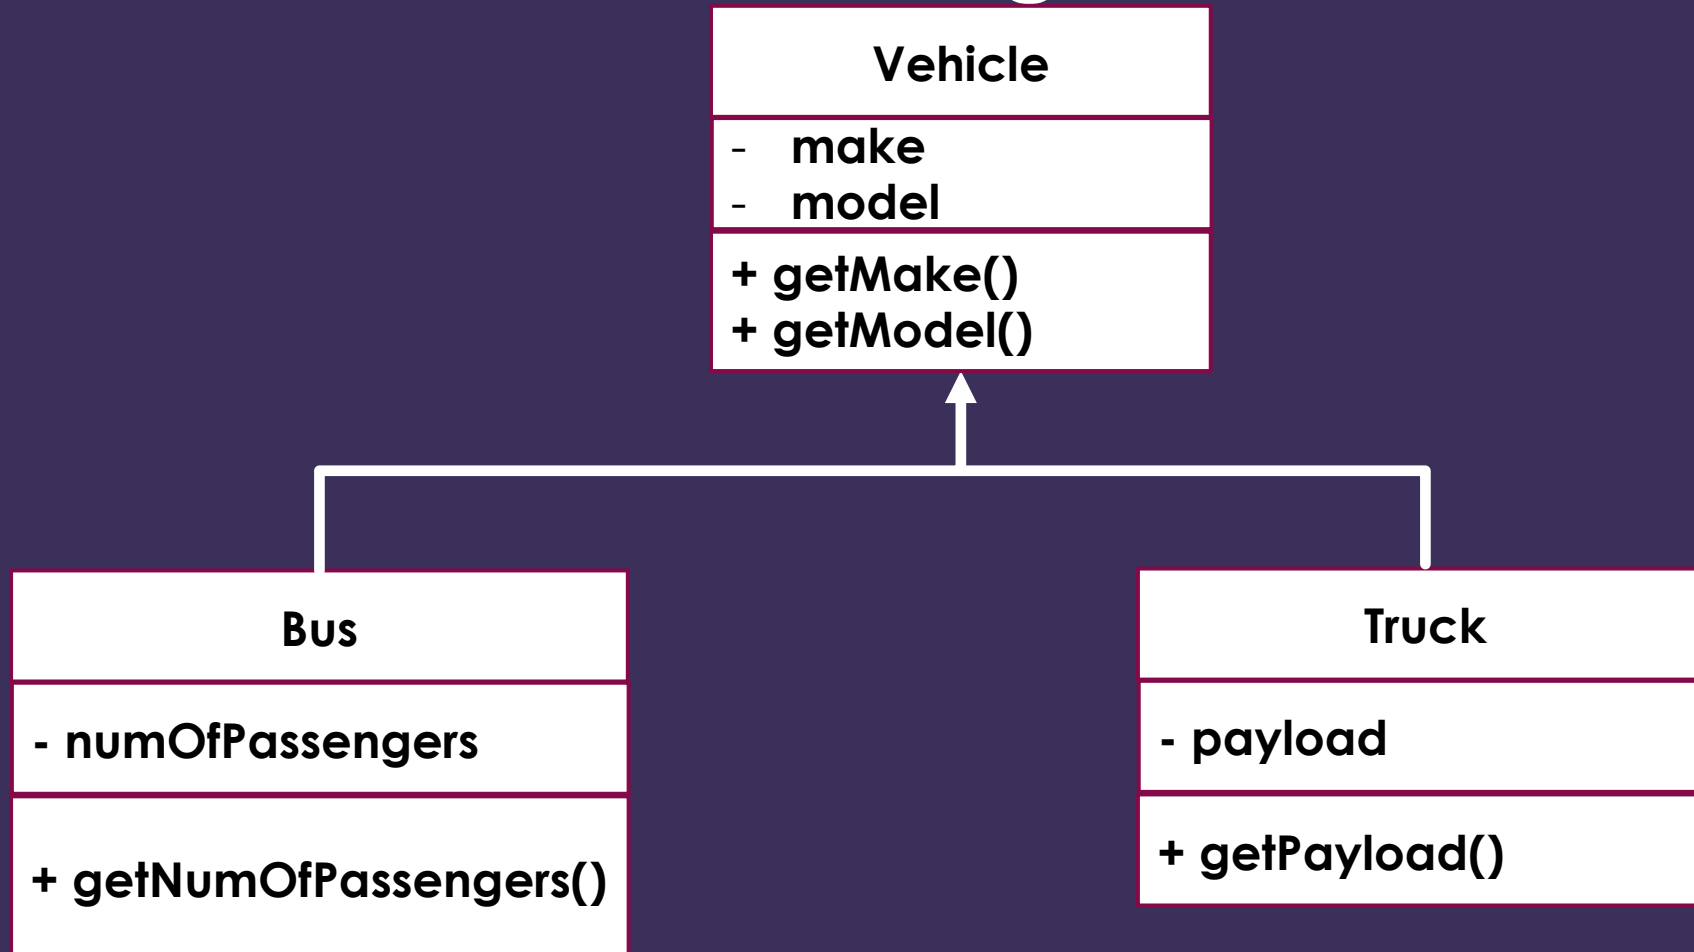 Vehicle
- make
- model
+ getMake()
+ getModel()
Bus
- numOfPassengers
+ getNumOfPassengers()
Truck
- payload
+ getPayload()